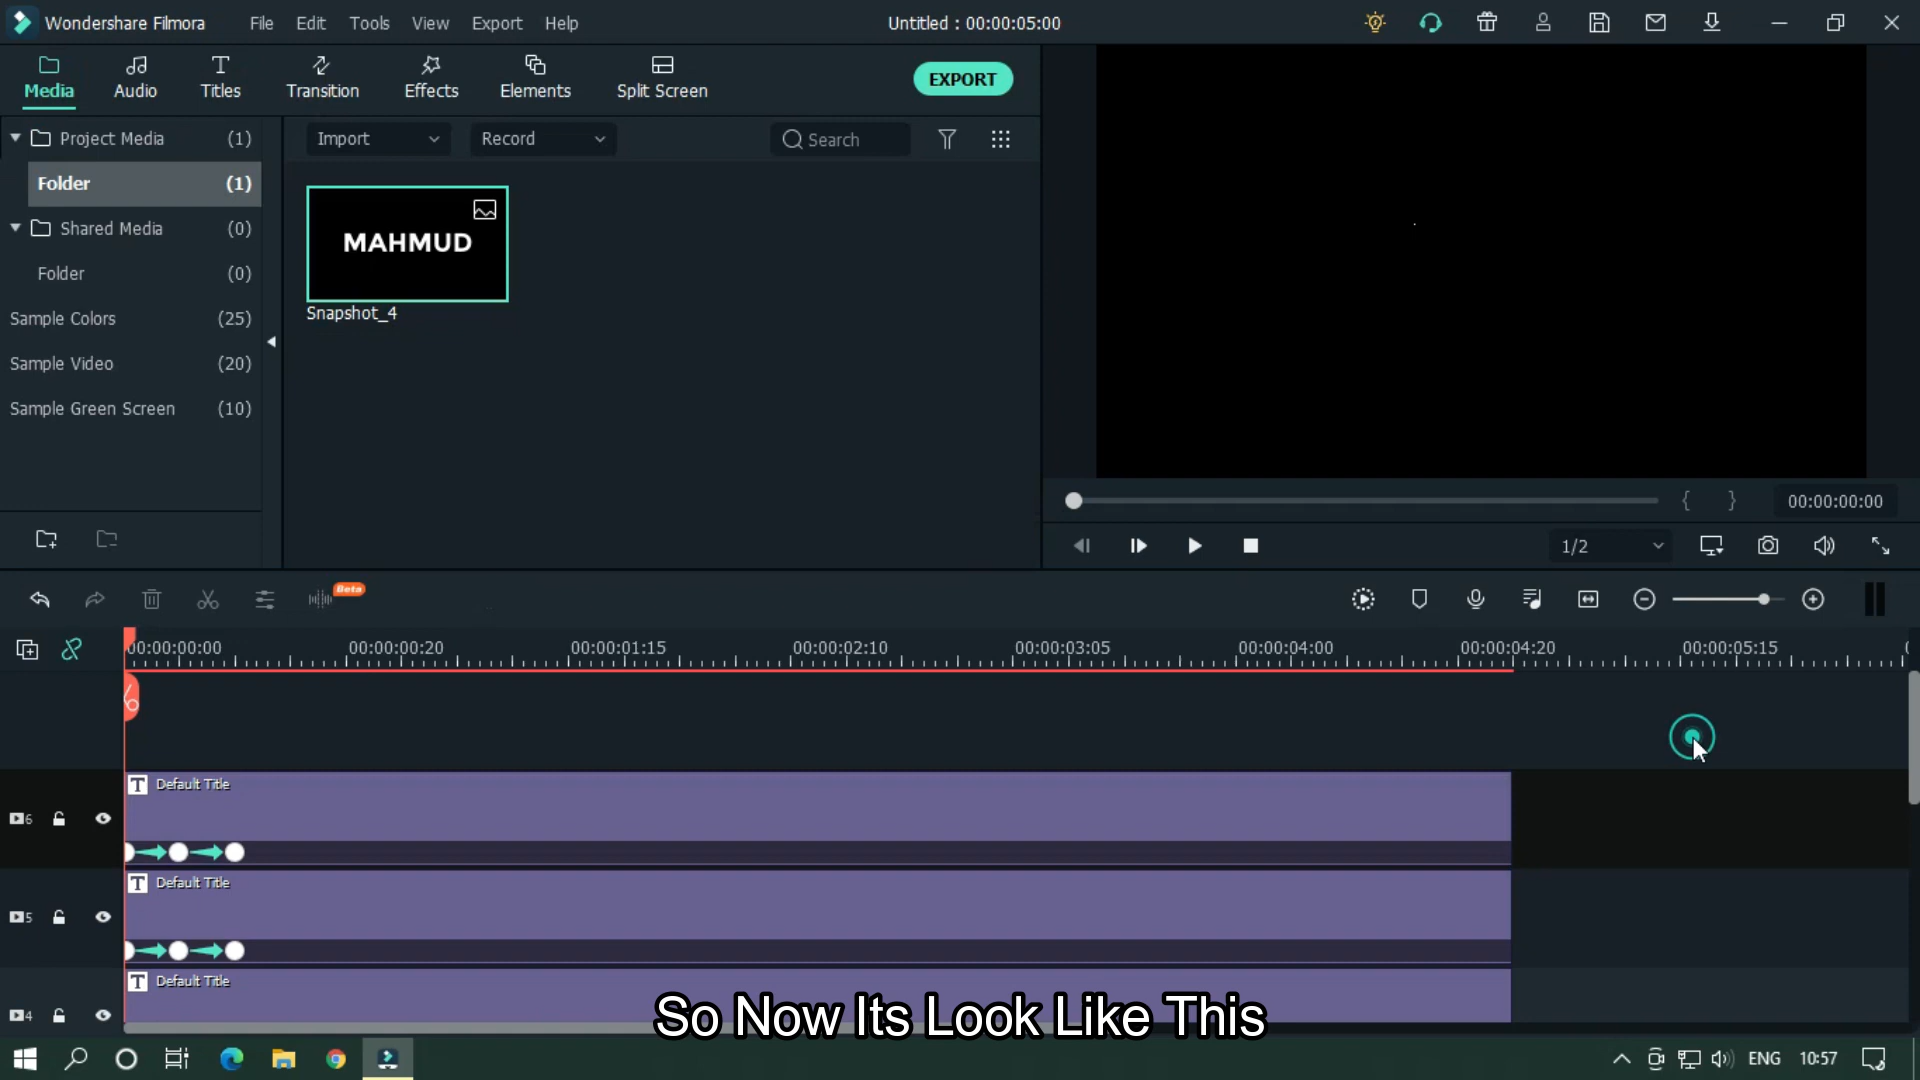 Wondershare Filmora File Edit Tools View Export Help Untitled : 00:00:05:00
Media Audio Titles Transition Effects Elements Split Screen EXPORT
Project Media (1) Import Record Search
Folder (1)
Shared Media (0)
Folder (0)
Sample Colors (25)
Sample Video (20)
Sample Green Screen (10)
MAHMUD
Snapshot_4
{ } 00:00:00:00
1/2
Beta
00:00:00:00 00:00:00:20 00:00:01:15 00:00:02:10 00:00:03:05 00:00:04:00 00:00:04:20 00:00:05:15
T Default Title
6
T Default Title
5
T Default Title
4
So Now Its Look Like This
ENG 10:57